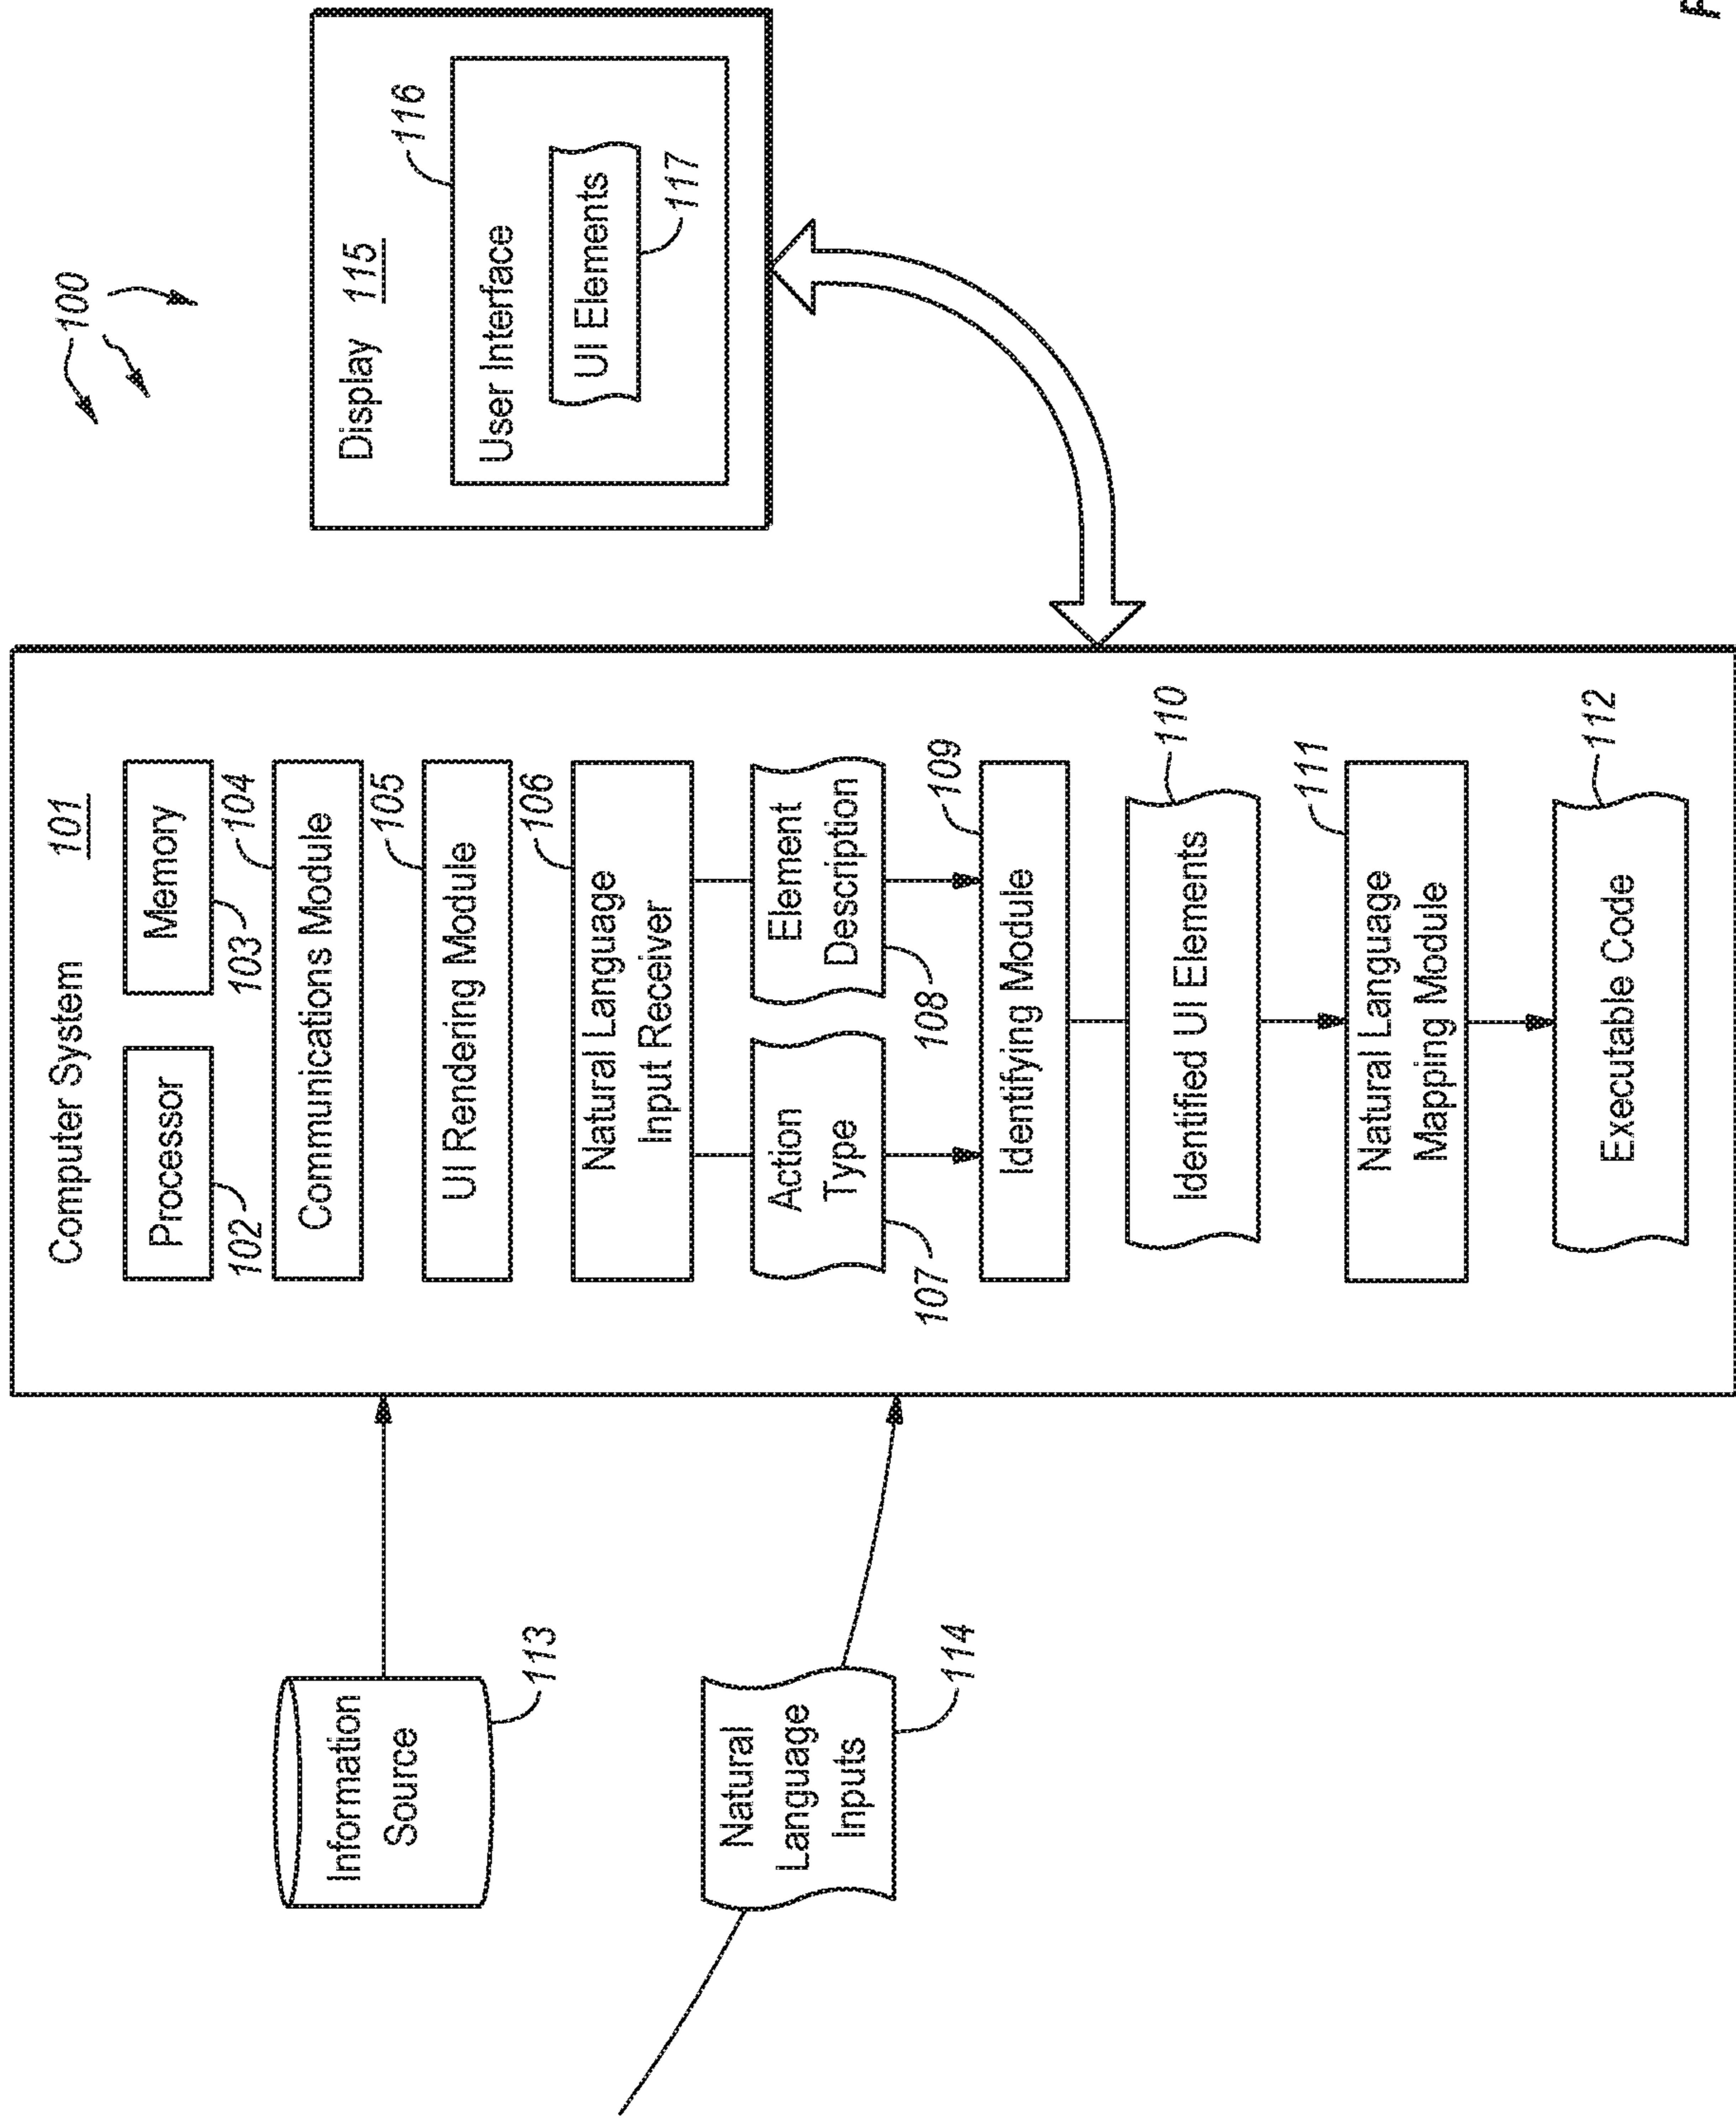 100
Computer System 101
Processor
102
Memory
103
Communications Module
104
UI Rendering Module
105
Natural Language
Input Receiver
106
Action
Type
107
Element
Description
108
Identifying Module
109
Identified UI Elements
110
Natural Language
Mapping Module
111
Executable Code
112
Information
Source
113
Natural
Language
Inputs
114
Display 115
User Interface
116
UI Elements
117